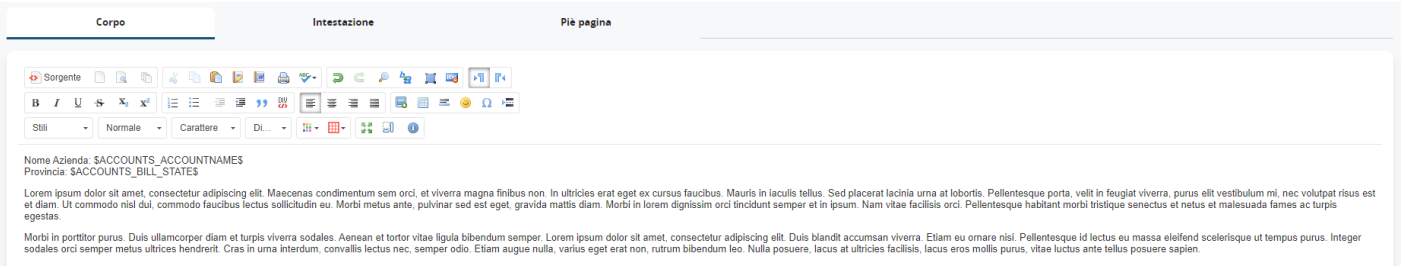 Corpo Intestazione Piè pagina
Sorgente
Stili Normale Carattere Di...
Nome Azienda: $ACCOUNTS_ACCOUNTNAME$
Provincia: $ACCOUNTS_BILL_STATE$
Lorem ipsum dolor sit amet, consectetur adipiscing elit. Maecenas condimentum sem orci, et viverra magna finibus non. In ultricies erat eget ex cursus faucibus. Mauris in iaculis tellus. Sed placerat lacinia urna at lobortis. Pellentesque porta, velit in feugiat viverra, purus elit vestibulum mi, nec volutpat risus est
et diam. Ut commodo nisl dui, commodo faucibus lectus sollicitudin eu. Morbi metus ante, pulvinar sed est eget, gravida mattis diam. Morbi in lorem dignissim orci tincidunt semper et in ipsum. Nam vitae facilisis orci. Pellentesque habitant morbi tristique senectus et netus et malesuada fames ac turpis
egestas.
Morbi in porttitor purus. Duis ullamcorper diam et turpis viverra sodales. Aenean et tortor vitae ligula bibendum semper. Lorem ipsum dolor sit amet, consectetur adipiscing elit. Duis blandit accumsan viverra. Etiam eu ornare nisi. Pellentesque id lectus eu massa eleifend scelerisque ut tempus purus. Integer
sodales orci semper metus ultrices hendrerit. Cras in urna interdum, convallis lectus nec, semper odio. Etiam augue nulla, varius eget erat non, rutrum bibendum leo. Nulla posuere, lacus at ultricies facilisis, lacus eros mollis purus, vitae luctus ante tellus posuere sapien.